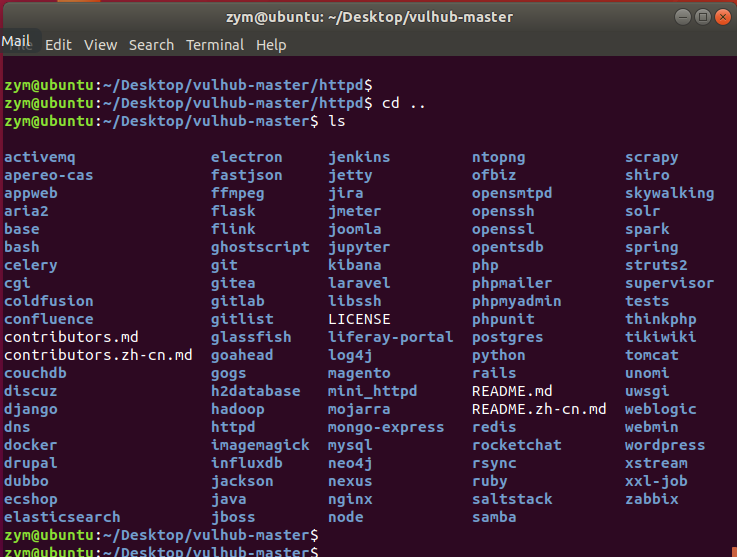 zym@ubuntu: ~/Desktop/vulhub-master
Mail
File Edit View Search Terminal Help
zym@ubuntu:~/Desktop/vulhub-master/httpd$
zym@ubuntu:~/Desktop/vulhub-master/httpd$ cd ..
zym@ubuntu:~/Desktop/vulhub-master$ ls
activemq electron jenkins ntopng scrapy
apereo-cas fastjson jetty ofbiz shiro
appweb ffmpeg jira opensmtpd skywalking
aria2 flask jmeter openssh solr
base flink joomla openssl spark
bash ghostscript jupyter opentsdb spring
celery git kibana php struts2
cgi gitea laravel phpmailer supervisor
coldfusion gitlab libssh phpmyadmin tests
confluence gitlist LICENSE phpunit thinkphp
contributors.md glassfish liferay-portal postgres tikiwiki
contributors.zh-cn.md goahead log4j python tomcat
couchdb gogs magento rails unomi
discuz h2database mini_httpd README.md uwsgi
django hadoop mojarra README.zh-cn.md weblogic
dns httpd mongo-express redis webmin
docker imagemagick mysql rocketchat wordpress
drupal influxdb neo4j rsync xstream
dubbo jackson nexus ruby xxl-job
ecshop java nginx saltstack zabbix
elasticsearch jboss node samba
zym@ubuntu:~/Desktop/vulhub-master$
zym@ubuntu:~/Desktop/vulhub-master$